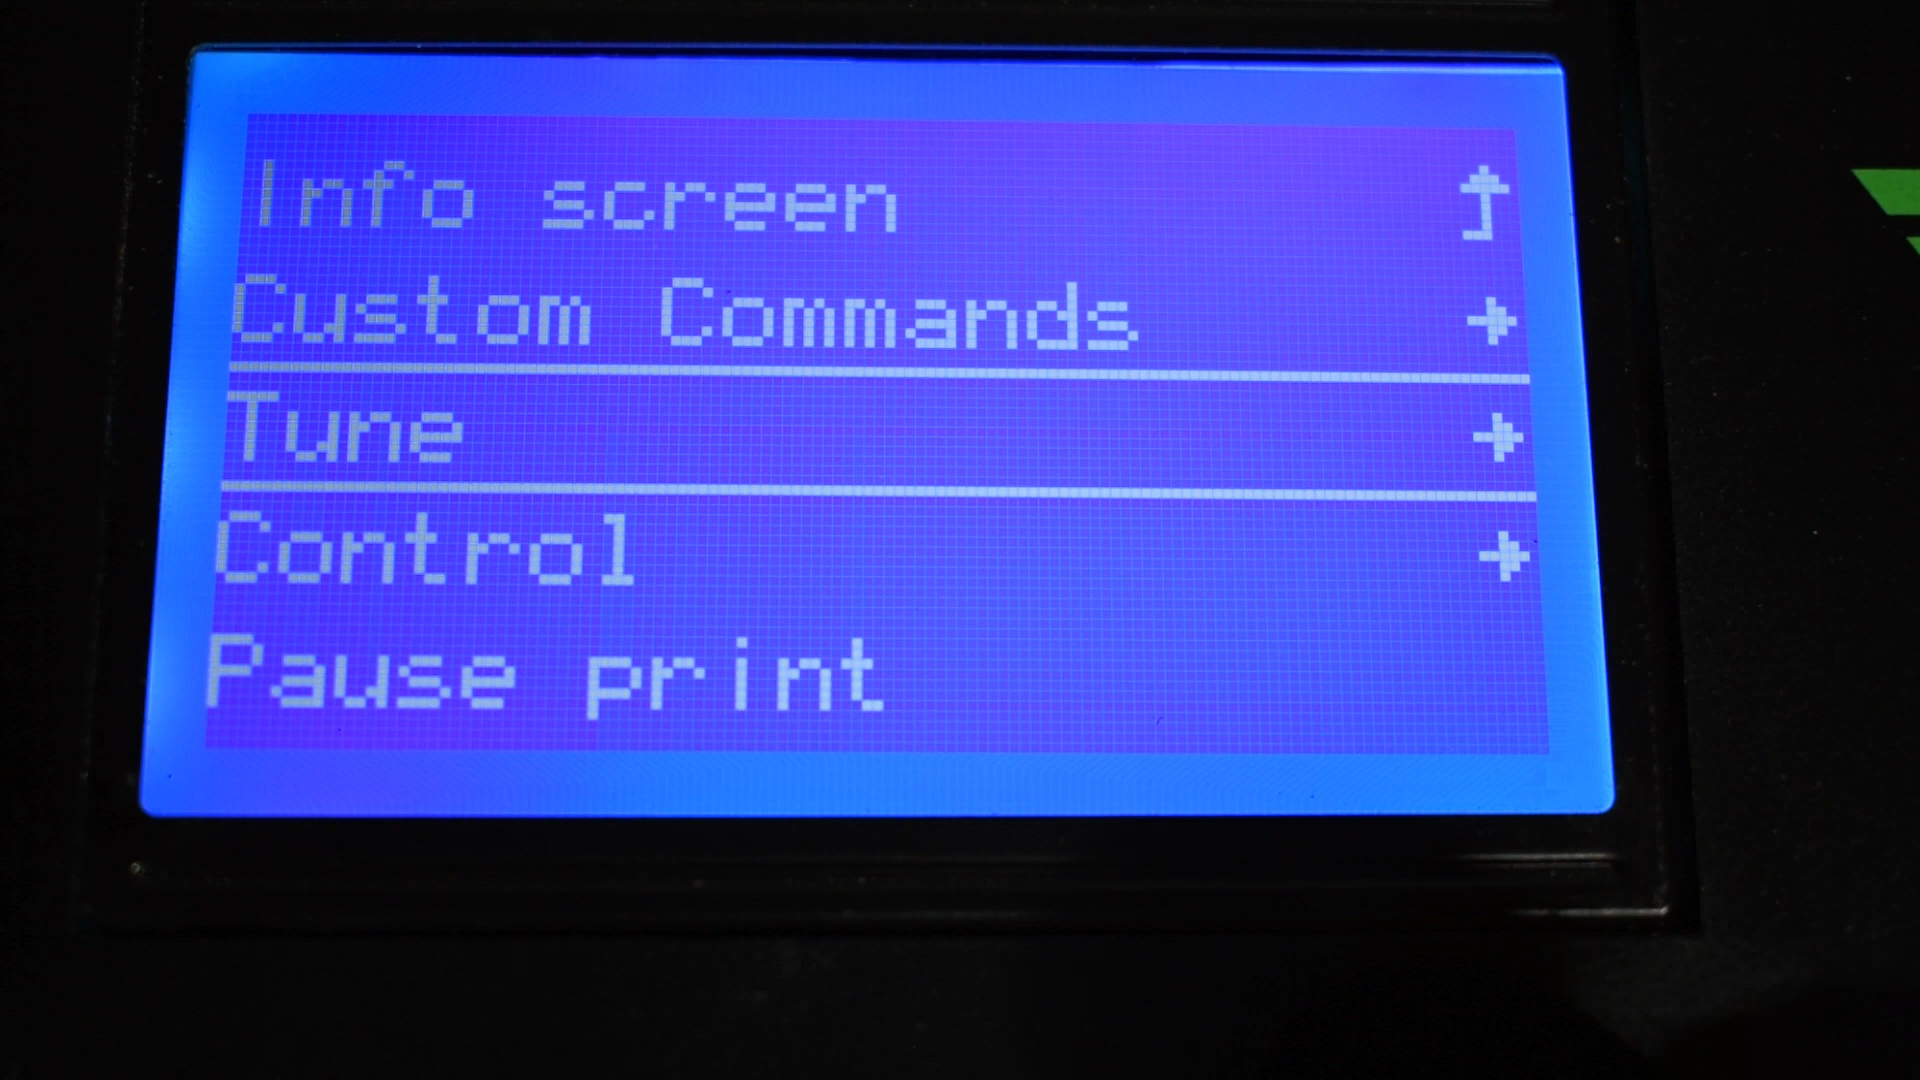 Info screen
Custom Commands
Tune
Control
Pause print